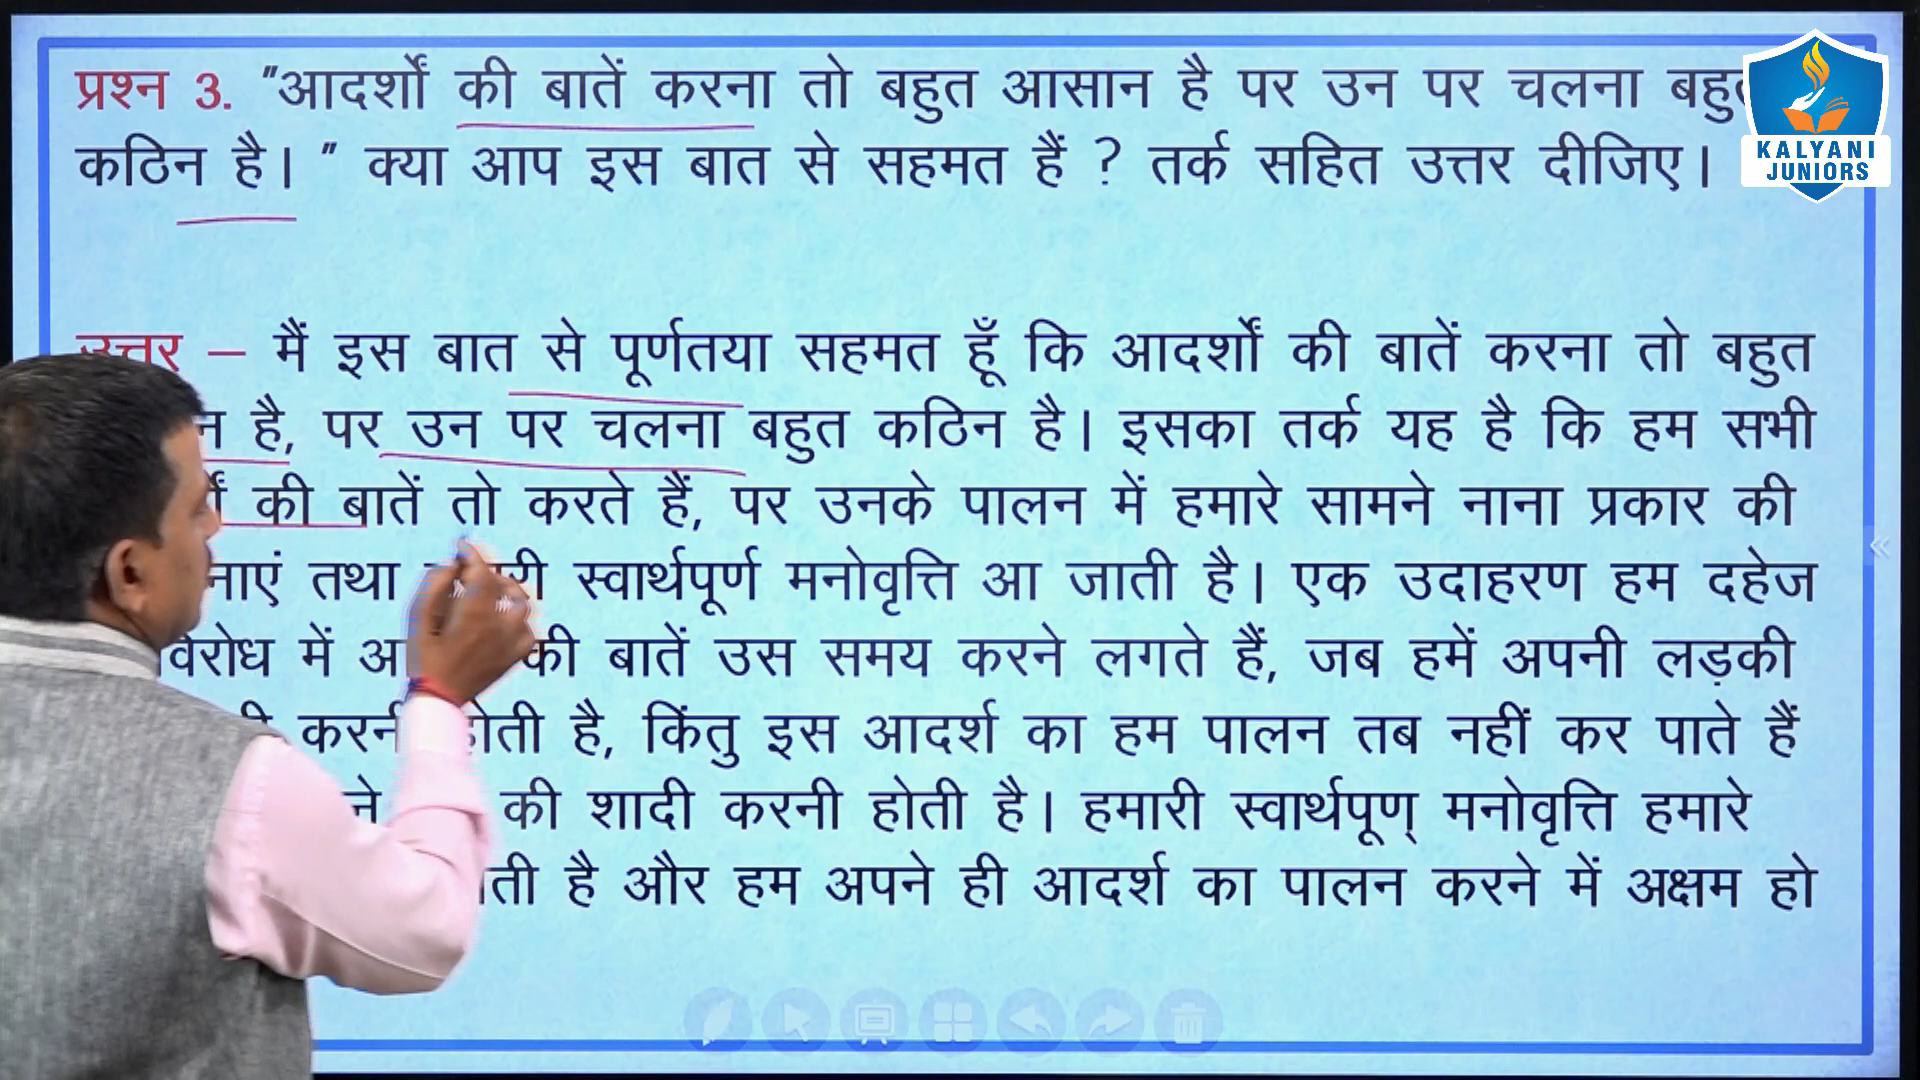 प्रश्न 3. "आदर्शों की बातें करना तो बहुत आसान है पर उन पर चलना
कठिन है। " क्या आप इस बात से सहमत हैं ? तर्क सहित उत्तर दीजिए।
KALYANI
JUNIORS
उत्तर – मैं इस बात से पूर्णतया सहमत हूँ कि आदर्शों की बातें करना तो बहुत
है, पर उन पर चलना बहुत कठिन है। इसका तर्क यह है कि हम सभी
की बातें तो करते हैं, पर उनके पालन में हमारे सामने नाना प्रकार की
तथा स्वार्थपूर्ण मनोवृत्ति आ जाती है। एक उदाहरण हम दहेज
विरोध में की बातें उस समय करने लगते हैं, जब हमें अपनी लड़की
करनी होती है, किंतु इस आदर्श का हम पालन तब नहीं कर पाते हैं
की शादी करनी होती है। हमारी स्वार्थपूण् मनोवृत्ति हमारे
है और हम अपने ही आदर्श का पालन करने में अक्षम हो